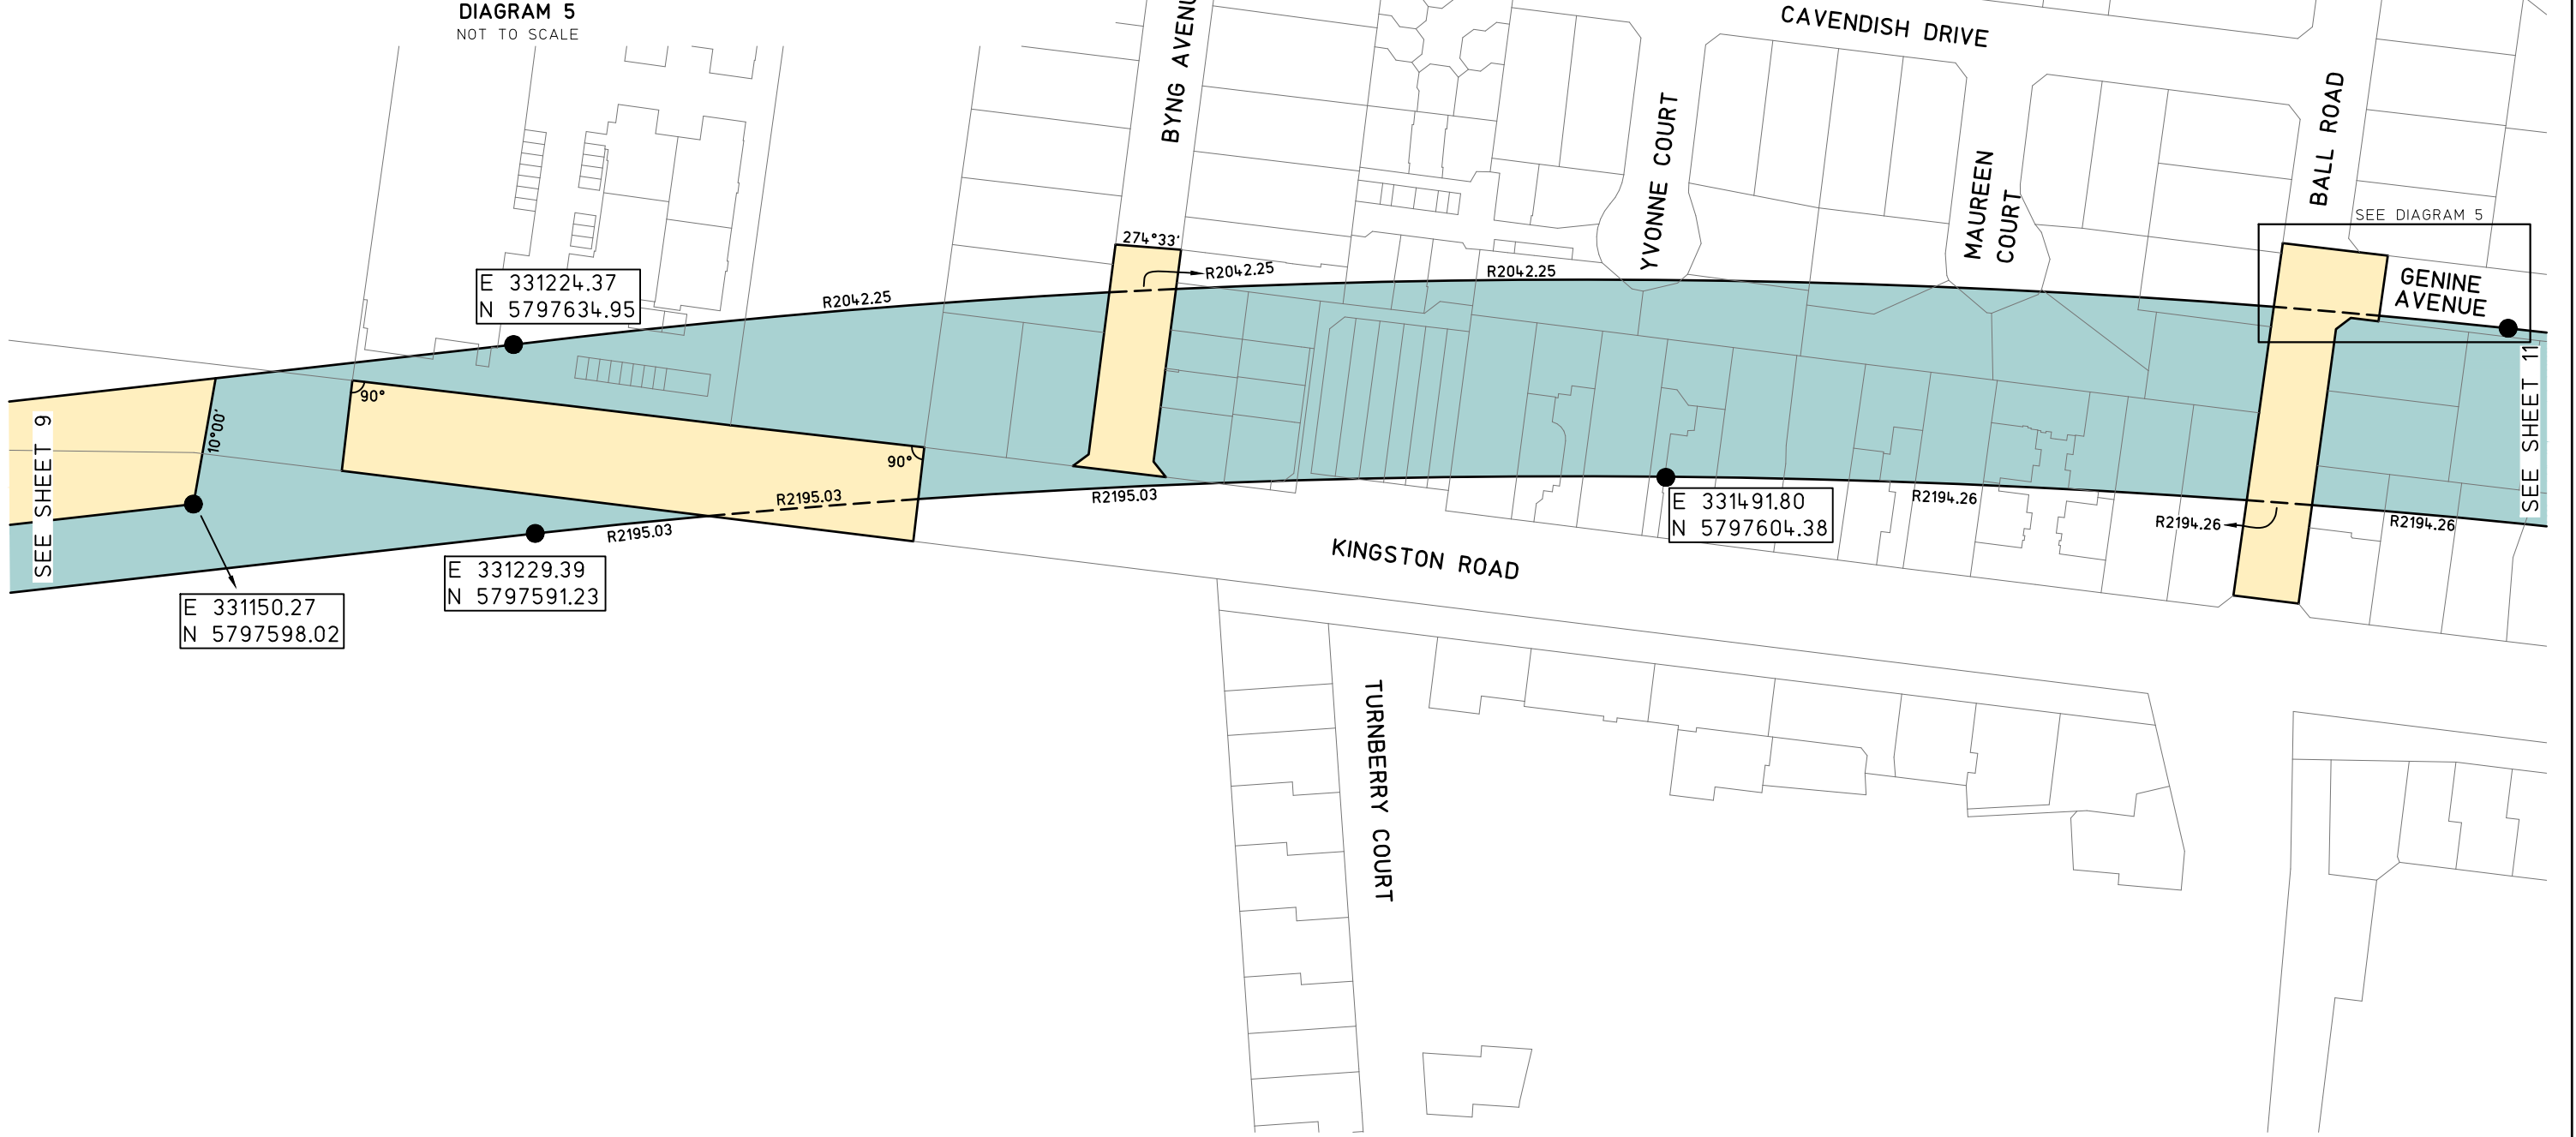 DIAGRAM 5
NOT TO SCALE
BYNG AVENU
CAVENDISH DRIVE
YVONNE COURT
MAUREEN
COURT
BALL ROAD
SEE DIAGRAM 5
GENINE
AVENUE
274°33'
R2042.25
R2042.25
R2042.25
E 331224.37
N 5797634.95
SEE SHEET 9
10°00'
90°
90°
R2195.03
R2195.03
R2195.03
E 331150.27
N 5797598.02
E 331229.39
N 5797591.23
E 331491.80
N 5797604.38
R2194.26
R2194.26
R2194.26
SEE SHEET 11
KINGSTON ROAD
TURNBERRY COURT